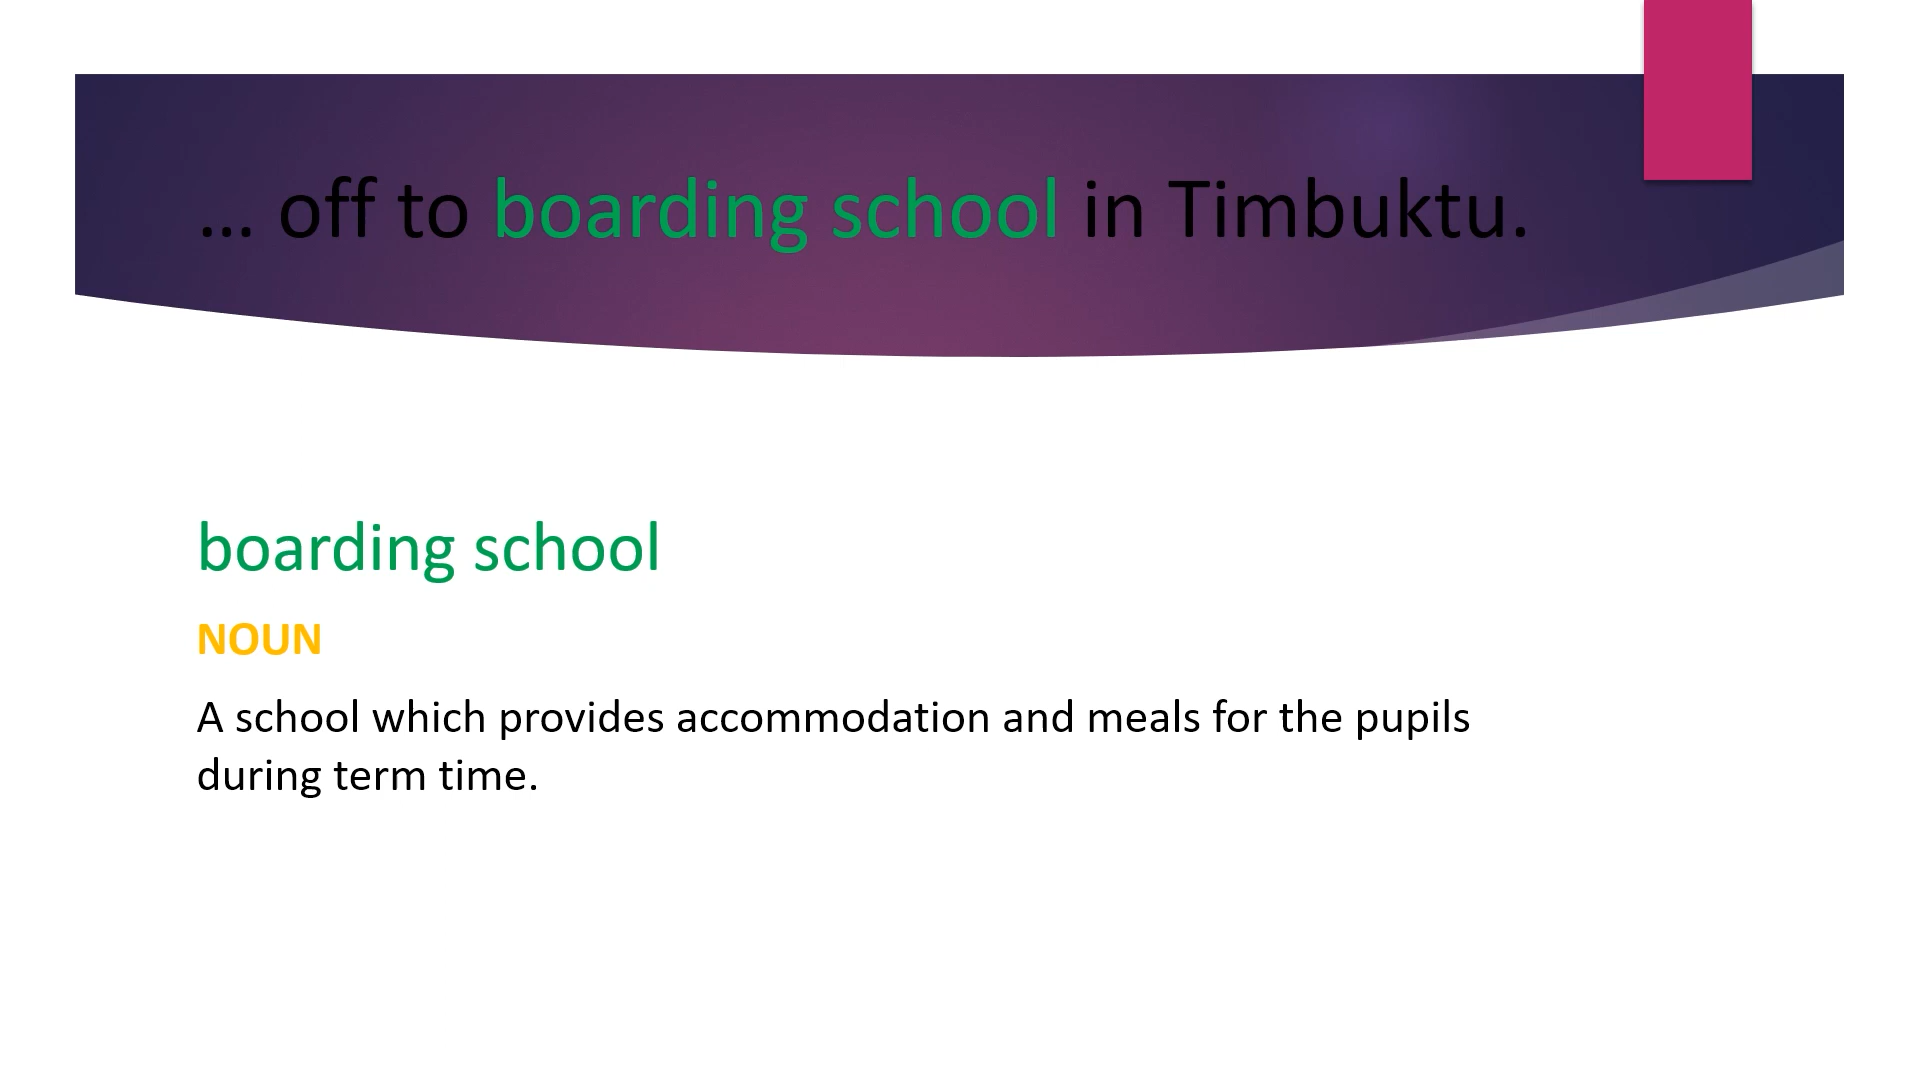 ... off to boarding school in Timbuktu.
boarding school
NOUN
A school which provides accommodation and meals for the pupils
during term time.